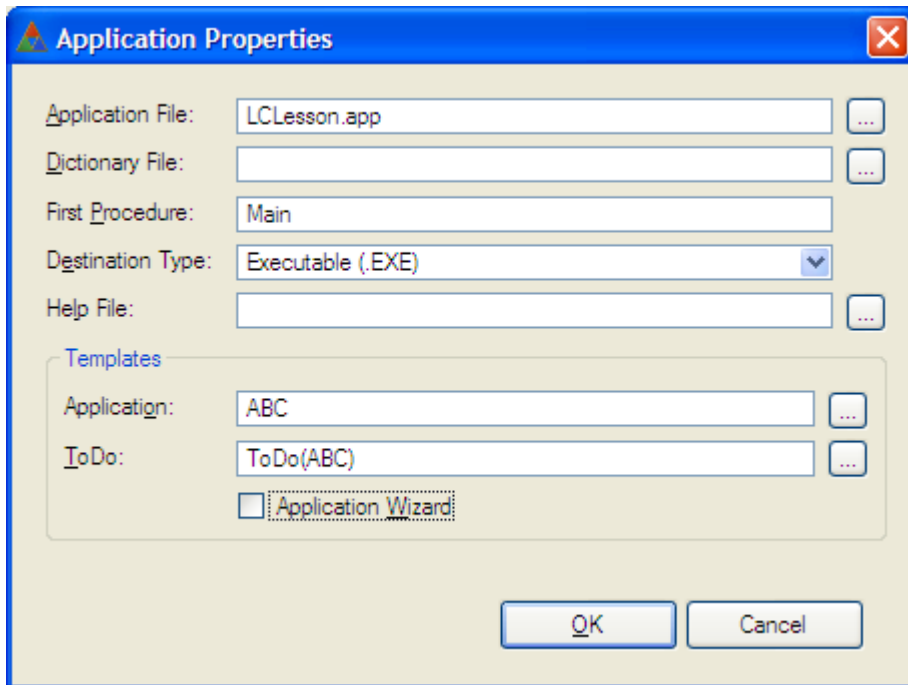 Application Properties
Application File: LCLesson.app ...
Dictionary File: ...
First Procedure: Main
Destination Type: Executable (.EXE)
Help File: ...
Templates
Application: ABC ...
ToDo: ToDo(ABC) ...
Application Wizard
OK Cancel